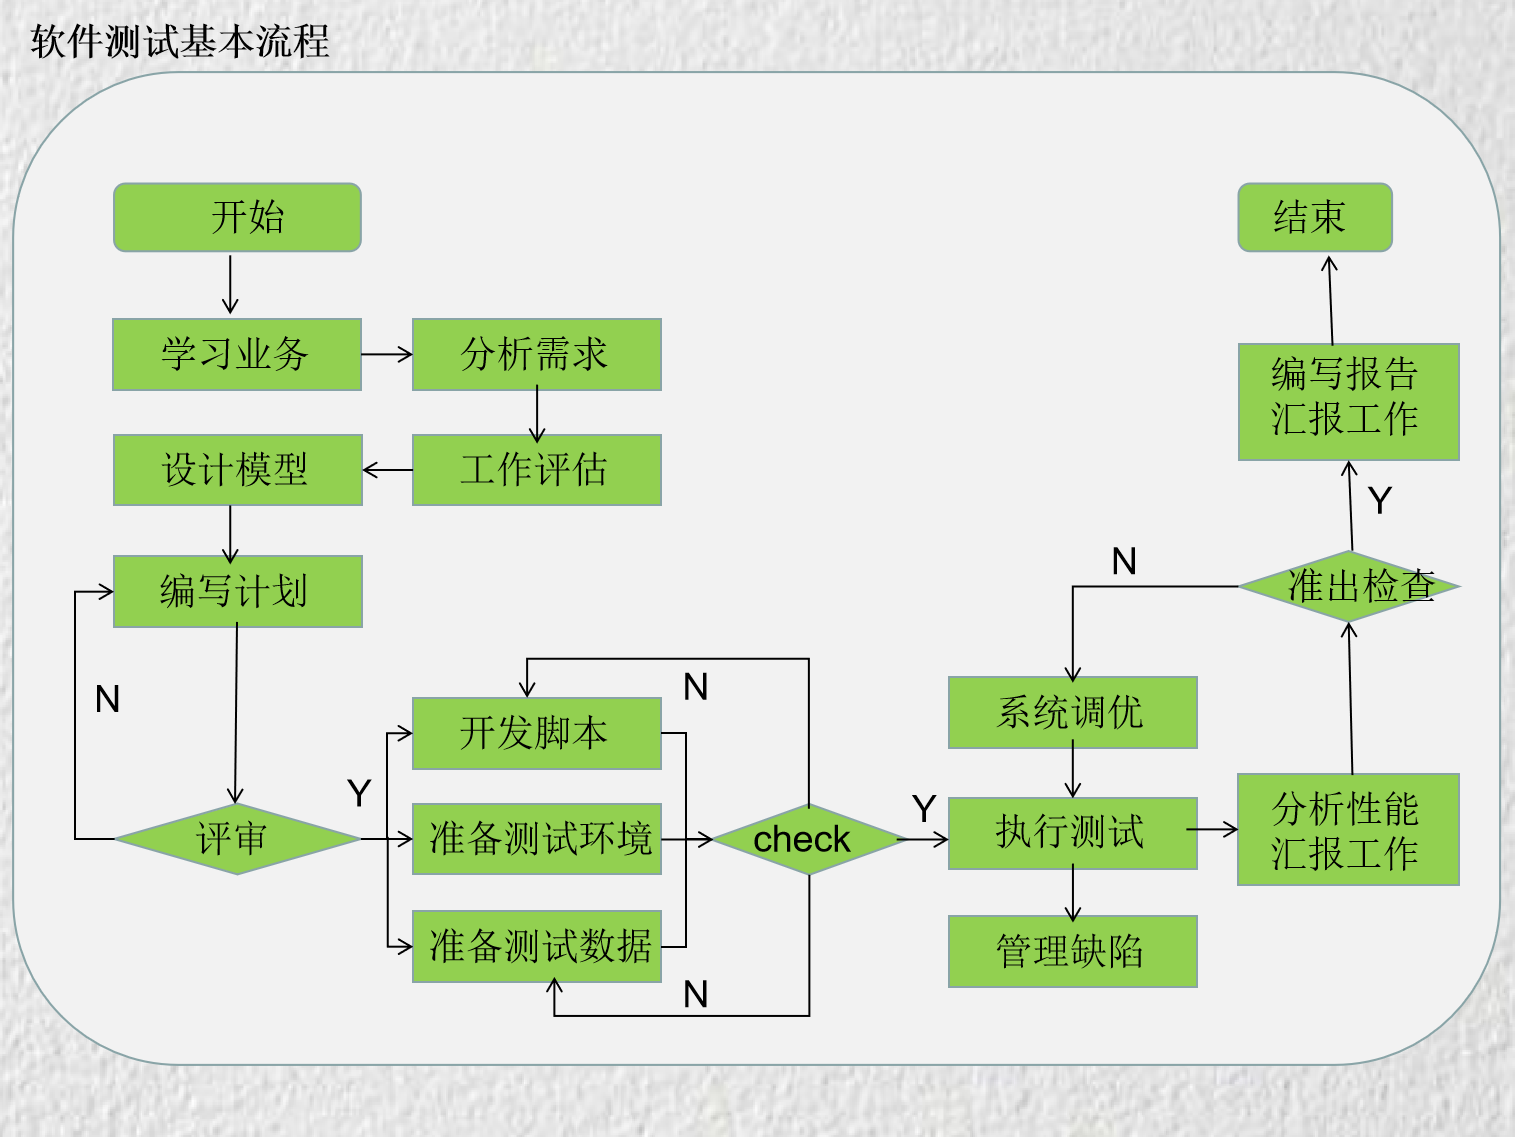 软件测试基本流程
开始
结束
学习业务
分析需求
编写报告
汇报工作
设计模型
工作评估
Y
N
准出检查
编写计划
N
N
系统调优
开发脚本
Y
Y
分析性能
汇报工作
评审
准备测试环境
check
执行测试
准备测试数据
管理缺陷
N